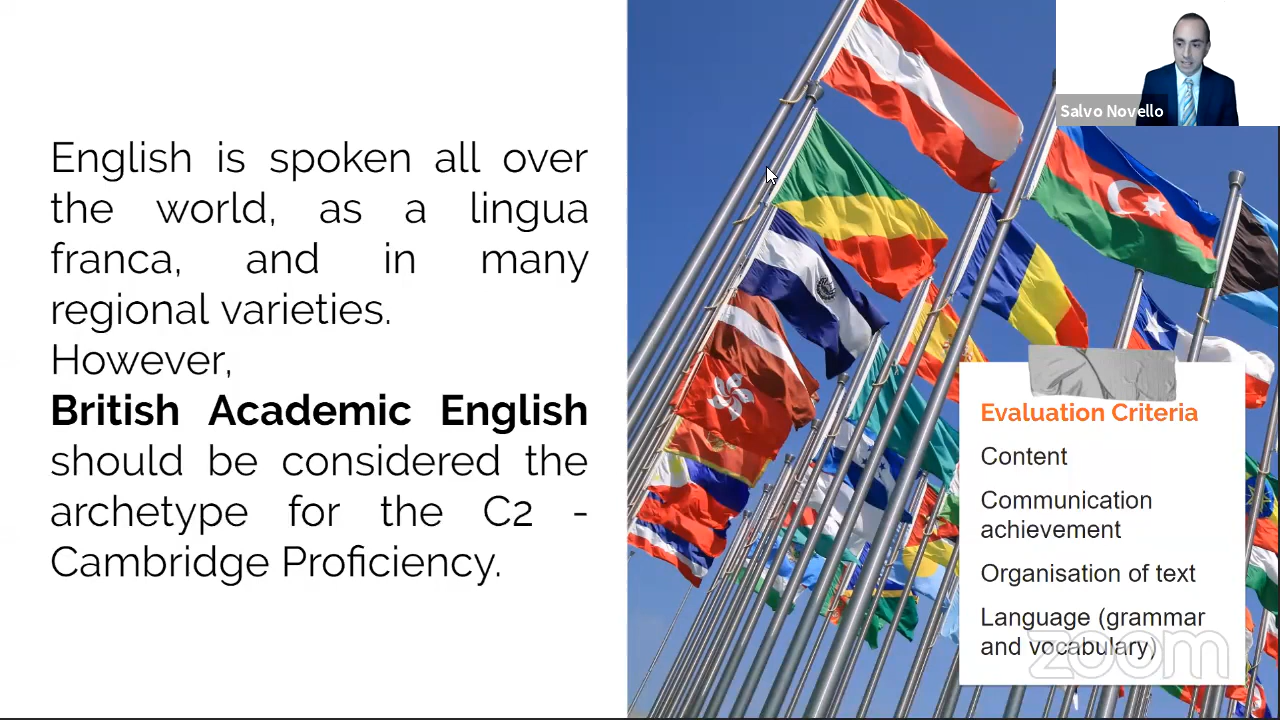 English is spoken all over
the world, as a lingua
franca, and in many
regional varieties.
However,
British Academic English
should be considered the
archetype for the C2 -
Cambridge Proficiency.
Salvo Novello
Evaluation Criteria
Content
Communication
achievement
Organisation of text
Language (grammar
and vocabulary)
zoom